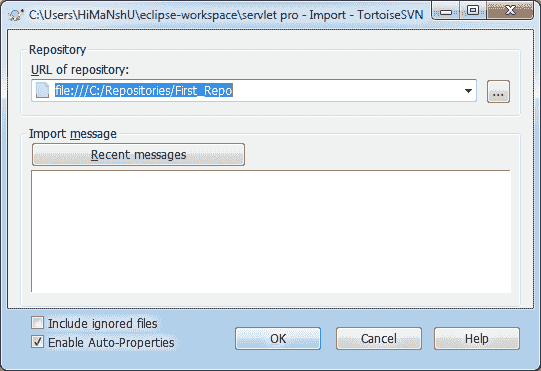 C:\Users\HiMaNshU\eclipse-workspace\servlet pro - Import - TortoiseSVN
Repository
URL of repository:
file:///C:/Repositories/First_Repo
...
Import message
Recent messages
Include ignored files
Enable Auto-Properties
OK
Cancel
Help